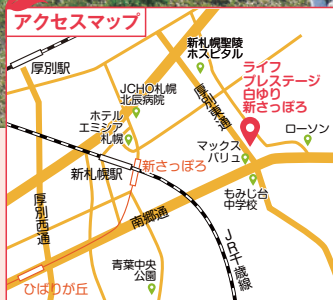 アクセスマップ
新札幌聖陵
ホスピタル
厚別駅
ライフ
プレステージ
白ゆり
新さっぽろ
JCHO札幌
北辰病院
厚別東通
ホテル
エミシア
札幌
ローソン
マックス
バリュ
新さっぽろ
新札幌駅
もみじ台
中学校
厚別西通
南郷通
JR千歳線
青葉中央
公園
ひばりが丘